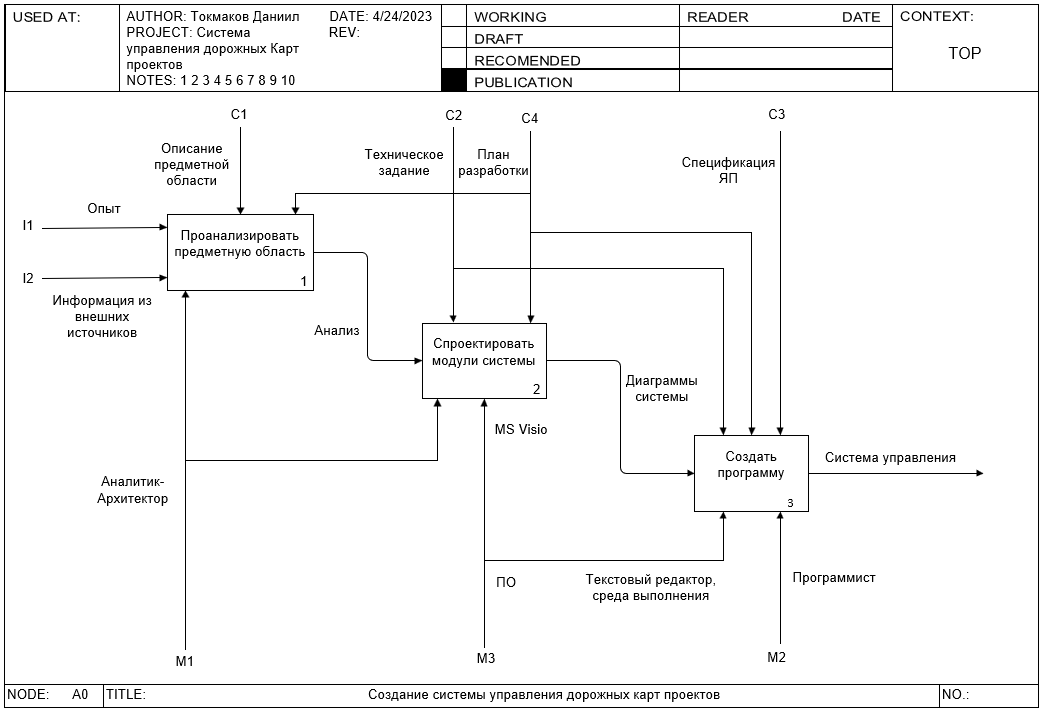 USED AT:
AUTHOR: Токмаков Даниил
DATE: 4/24/2023
PROJECT: Система
REV:
управления дорожных Карт
проектов
NOTES: 1 2 3 4 5 6 7 8 9 10
WORKING
DRAFT
RECOMENDED
PUBLICATION
READER
DATE
CONTEXT:
TOP
C1
C2
C4
C3
Описание
предметной
области
Техническое
задание
План
разработки
Спецификация
ЯП
I1
Опыт
I2
Информация из
внешних
источников
Проанализировать
предметную область
1
Анализ
Спроектировать
модули системы
2
Диаграммы
системы
MS Visio
Создать
программу
3
Система управления
Аналитик-
Архитектор
ПО
Текстовый редактор,
среда выполнения
Программист
M1
M3
M2
NODE:
A0
TITLE:
Создание системы управления дорожных карт проектов
NO.: